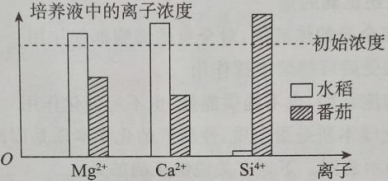 培养液中的离子浓度
初始浓度
水稻
番茄
O
Mg²⁺ Ca²⁺ Si⁴⁺ 离子